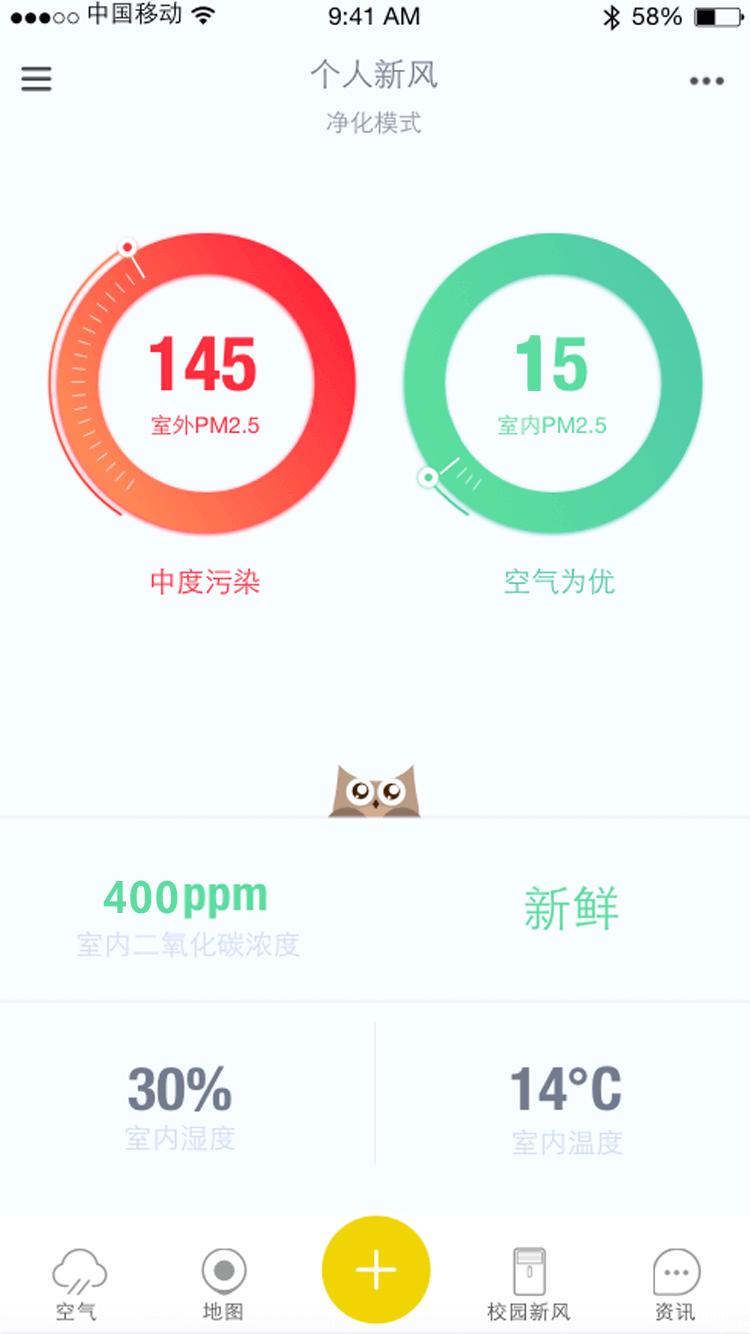 中国移动 9:41 AM 58%
个人新风
净化模式
145 15
室外PM2.5 室内PM2.5
中度污染 空气为优
400ppm 新鲜
室内二氧化碳浓度
30% 14°C
室内湿度 室内温度
空气 地图 校园新风 资讯